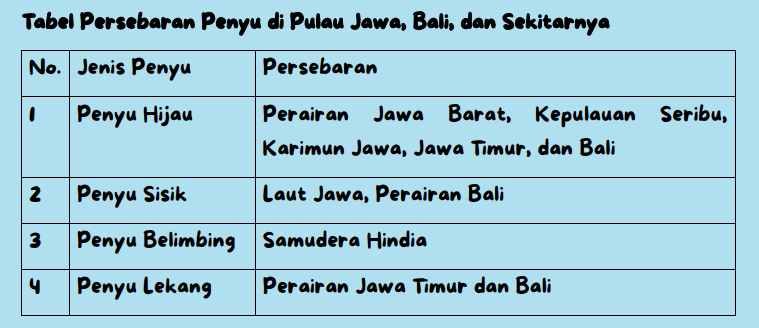 Tabel Persebaran Penyu di Pulau Jawa, Bali, dan Sekitarnya
No. Jenis Penyu Persebaran
1 Penyu Hijau Perairan Jawa Barat, Kepulauan Seribu,
Karimun Jawa, Jawa Timur, dan Bali
2 Penyu Sisik Laut Jawa, Perairan Bali
3 Penyu Belimbing Samudera Hindia
4 Penyu Lekang Perairan Jawa Timur dan Bali